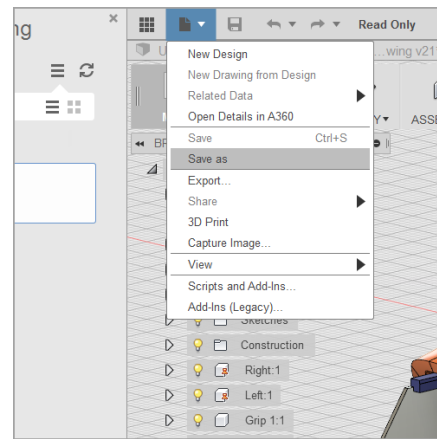 ng
Read Only
U
...wing v21
New Design
New Drawing from Design
Related Data
Open Details in A360
Save Ctrl+S
Save as
Export...
Share
3D Print
Capture Image...
View
Scripts and Add-Ins...
Add-Ins (Legacy)...
M
Y
ASSE
BR
Sketches
Construction
Right:1
Left:1
Grip 1:1